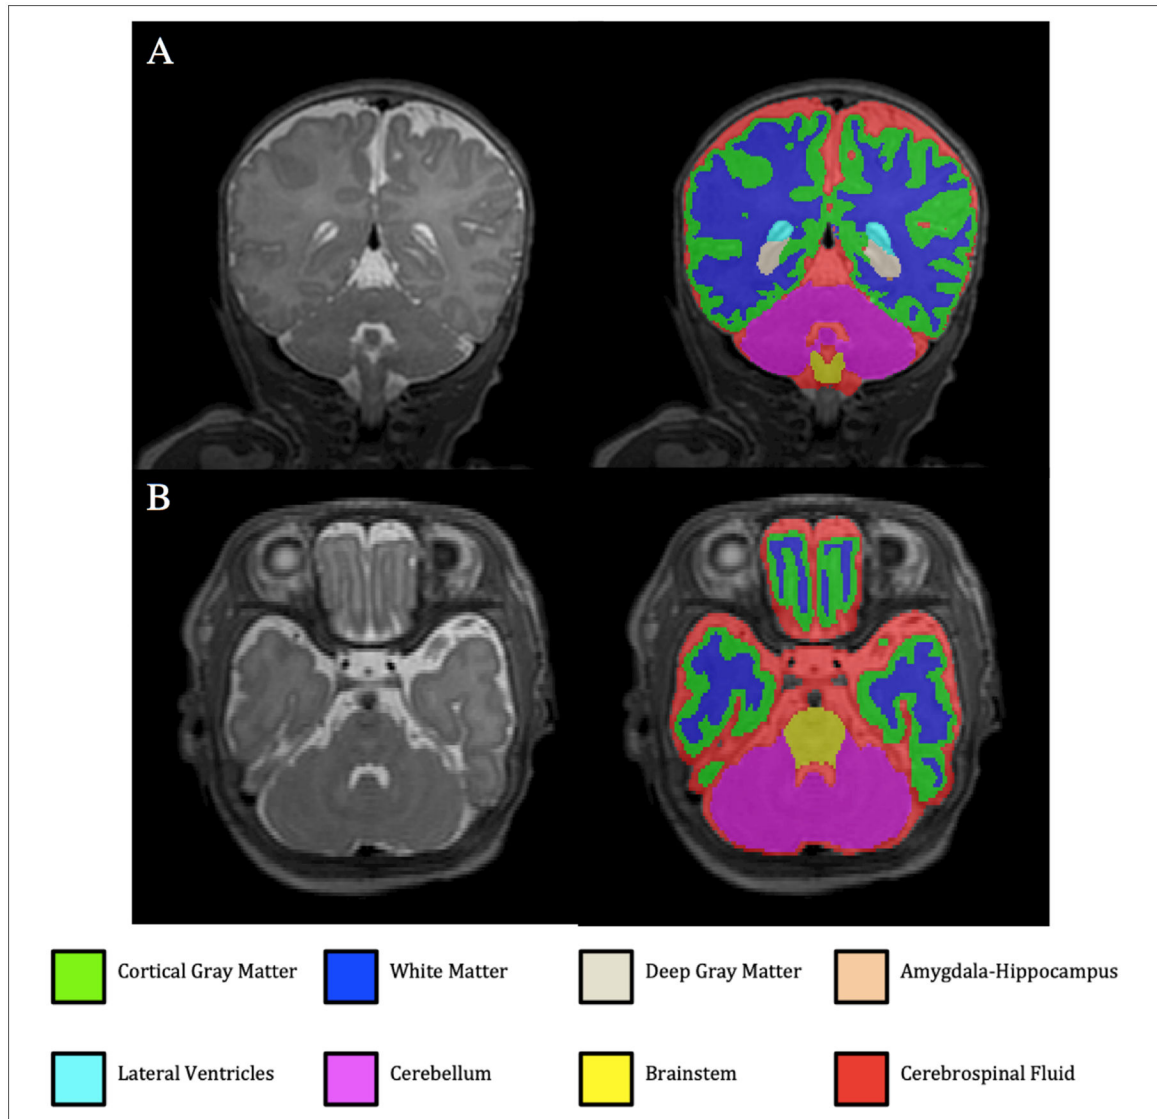 A
B
Cortical Gray Matter
White Matter
Deep Gray Matter
Amygdala-Hippocampus
Lateral Ventricles
Cerebellum
Brainstem
Cerebrospinal Fluid